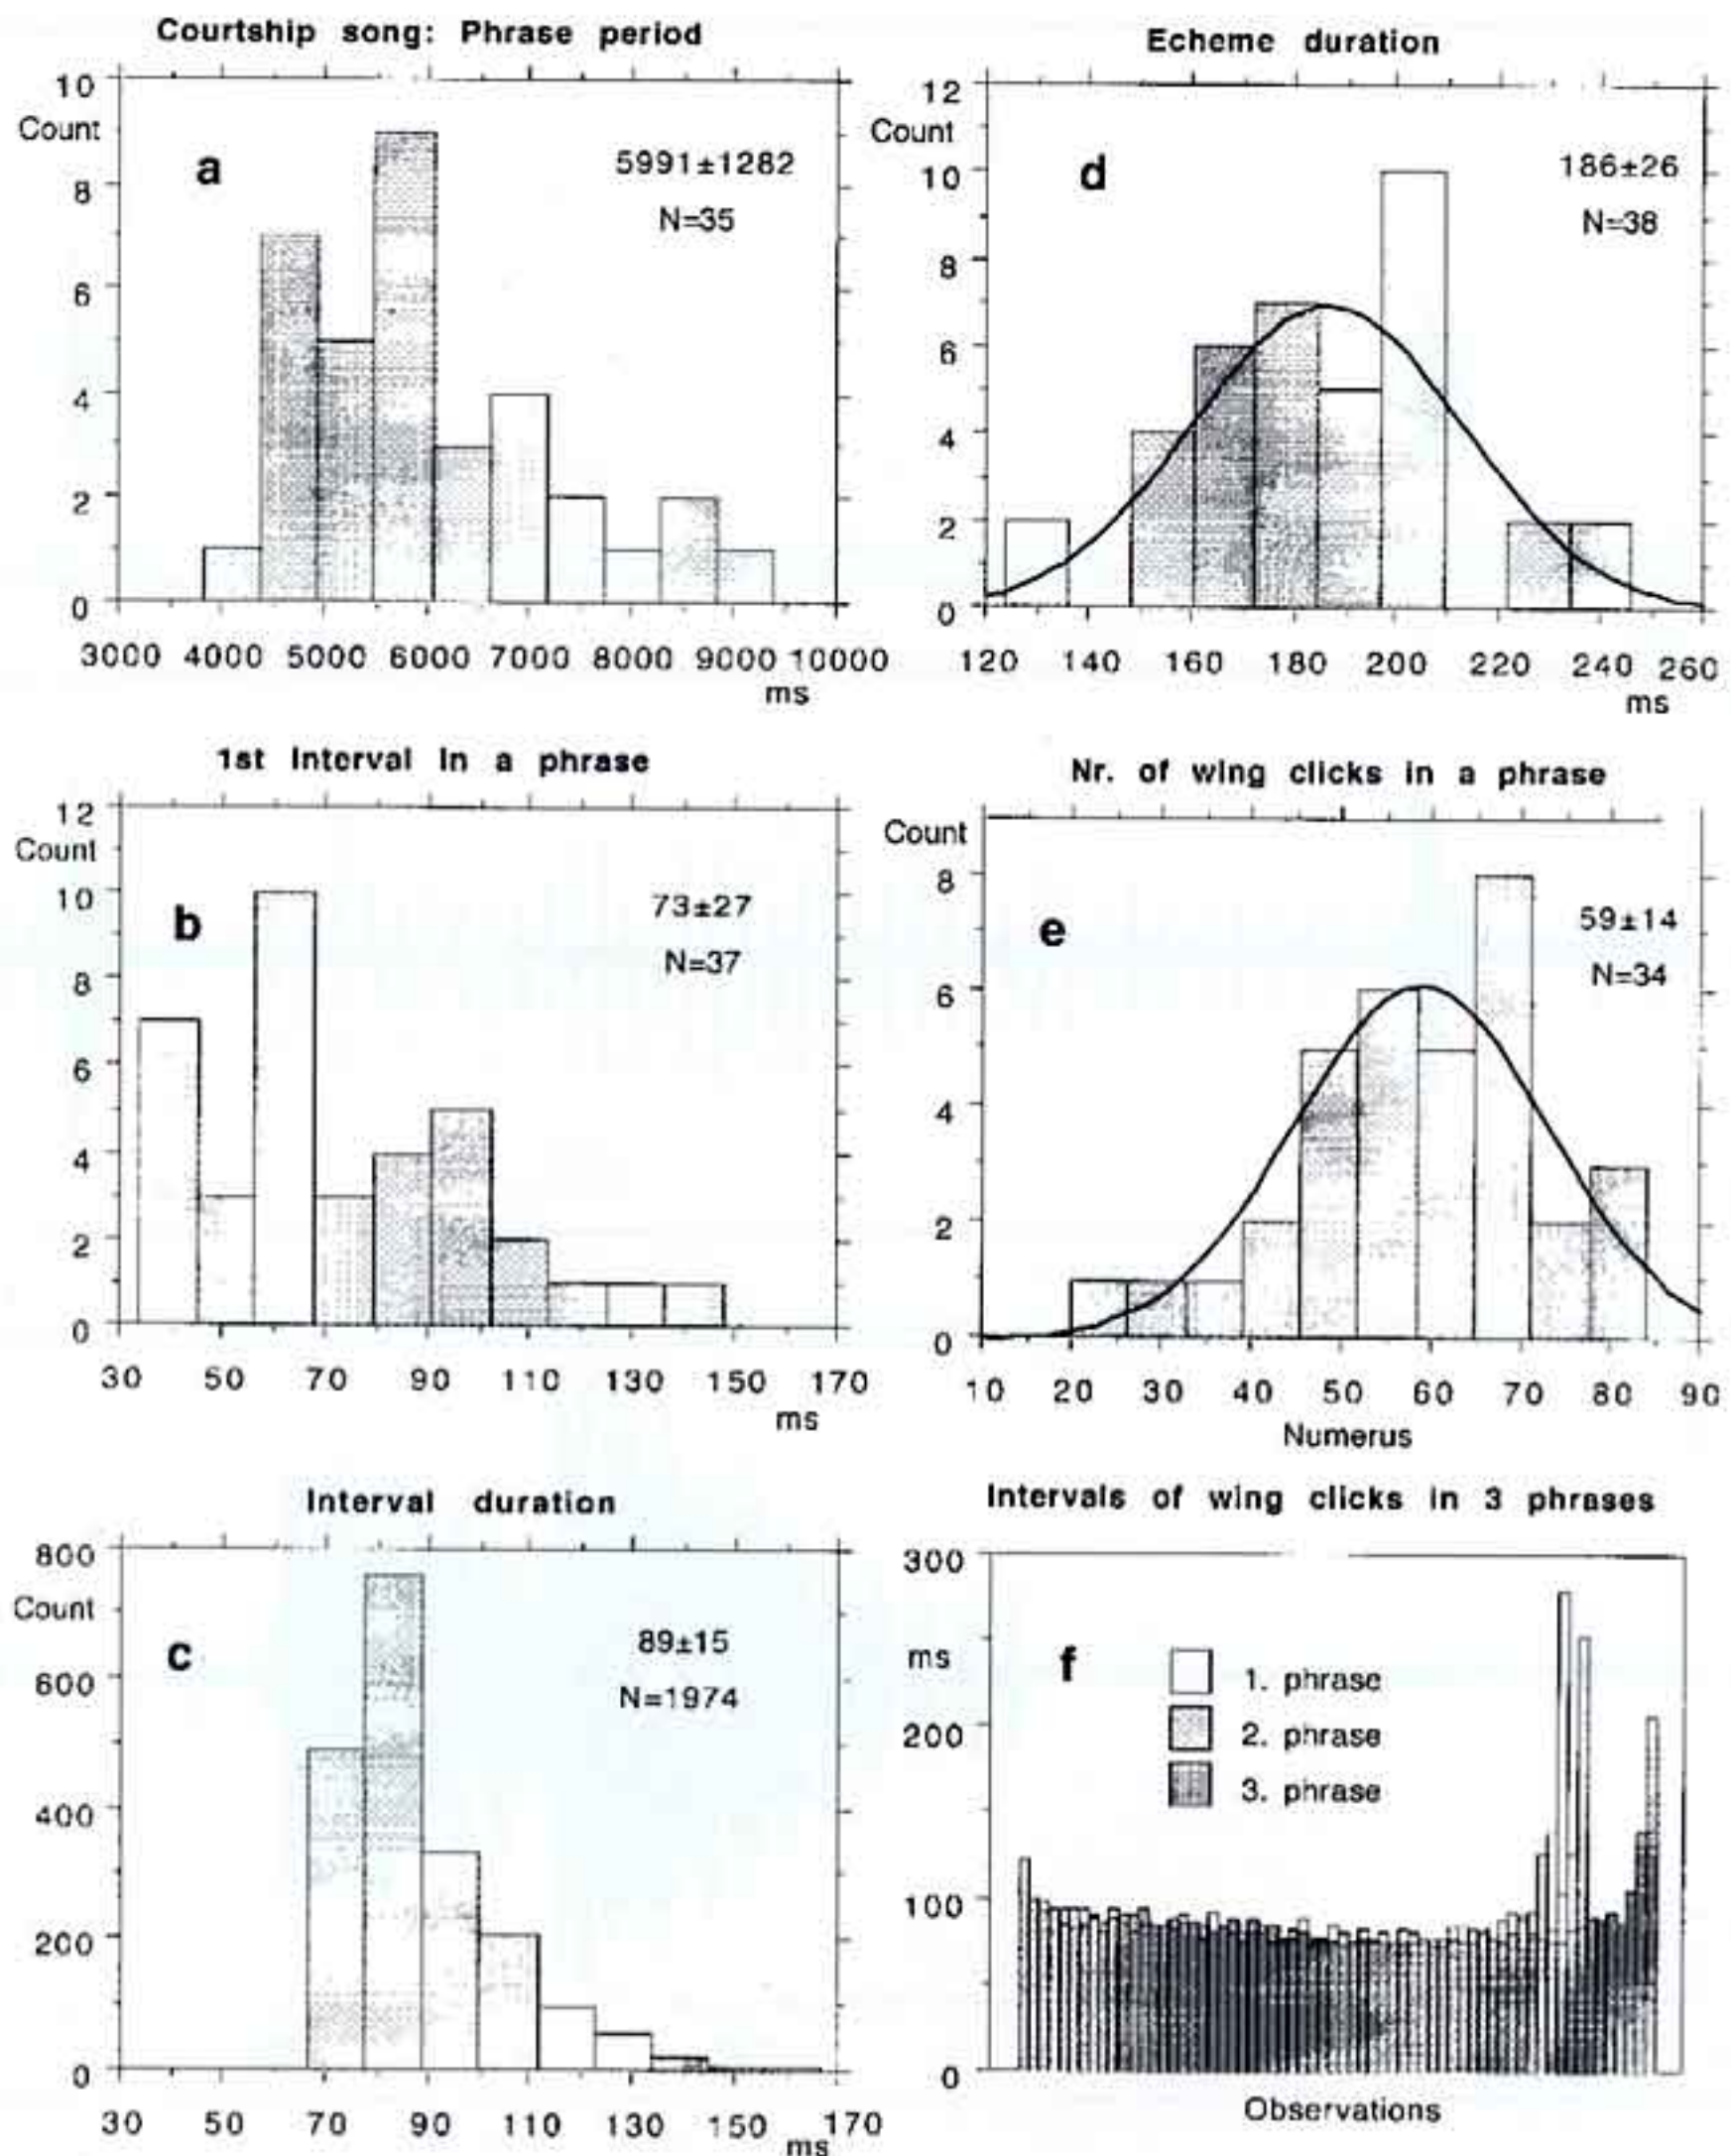 Courtship song: Phrase period
10
Count
8
6
4
2
0
a
5991±1282
N=35
3000 4000 5000 6000 7000 8000 9000 10000
ms
Echeme duration
12
Count
10
8
6
4
2
0
d
186±26
N=38
120 140 160 180 200 220 240 260
ms
1st Interval in a phrase
12
Count
10
8
6
4
2
0
b
73±27
N=37
30 50 70 90 110 130 150 170
ms
Nr. of wing clicks in a phrase
Count
8
6
4
2
0
e
59±14
N=34
10 20 30 40 50 60 70 80 90
Numerus
Interval duration
800
Count
600
400
200
0
c
89±15
N=1974
30 50 70 90 110 130 150 170
ms
Intervals of wing clicks in 3 phrases
300
ms
200
100
0
f
1. phrase
2. phrase
3. phrase
Observations